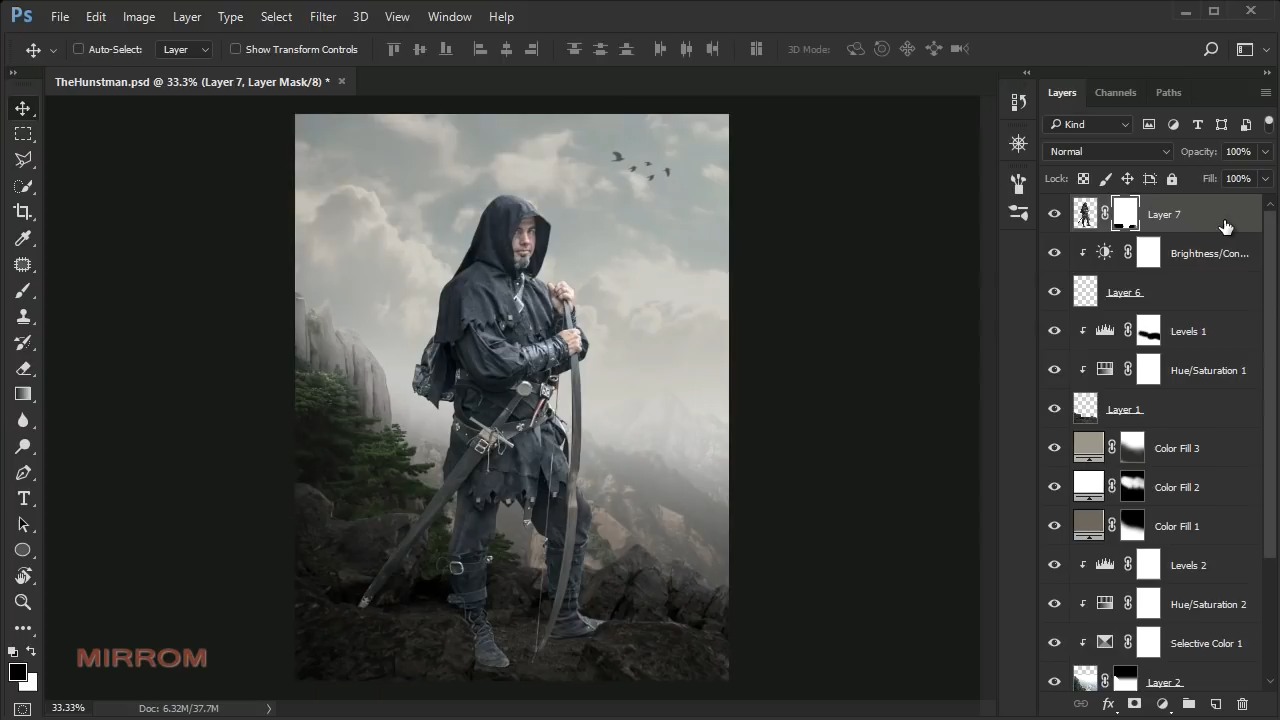 Ps File Edit Image Layer Type Select Filter 3D View Window Help
Auto-Select: Layer Show Transform Controls 3D Mode:
TheHunstman.psd @ 33.3% (Layer 7, Layer Mask/8) *
Layers Channels Paths
Kind
Normal Opacity: 100%
Lock: Fill: 100%
Layer 7
Brightness/Con...
Layer 6
Levels 1
Hue/Saturation 1
Layer 1
Color Fill 3
Color Fill 2
Color Fill 1
Levels 2
Hue/Saturation 2
Selective Color 1
Layer 2
MIRROM
33.33% Doc: 6.32M/37.7M